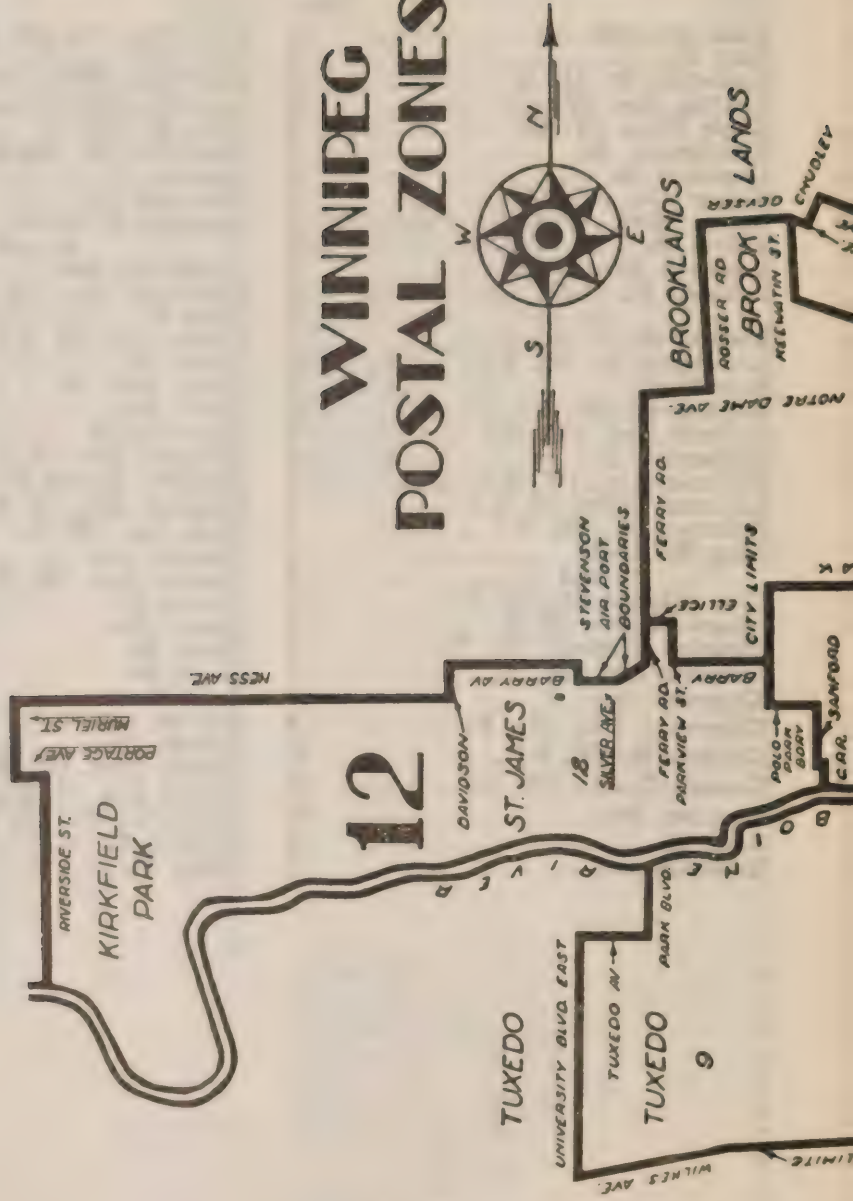 WINNIPEG
POSTAL ZONES
W
N
S
E
BROOKLANDS
BROOK LANDS
GEYSER
CHUDLEY
ROSSER RD
KEEWATIN ST.
NOTRE DAME AVE.
FERRY RD.
STEVENSON
AIR PORT
BOUNDARIES
ELLICE
CITY LIMITS
NESS AVE.
MURIEL ST.
PORTAGE AVE
RIVERSIDE ST.
KIRKFIELD
PARK
12
DAVIDSON
BARRY AV
ST. JAMES
18
SILVER AVE
FERRY RD.
PARKVIEW ST.
BARRY
POLO
PARK
BDRY
SANFORD
CAR.
RIVER
TUXEDO
UNIVERSITY BLVD EAST
TUXEDO AV
PARK BLVD.
TUXEDO
9
WILKES AVE.